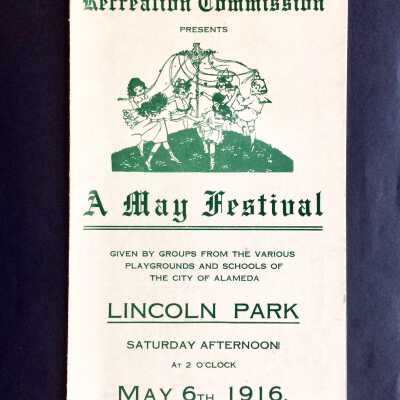 Recreation Commission
PRESENTS
A May Festival
GIVEN BY GROUPS FROM THE VARIOUS
PLAYGROUNDS AND SCHOOLS OF
THE CITY OF ALAMEDA
LINCOLN PARK
SATURDAY AFTERNOON
AT 2 O'CLOCK
MAY 6TH 1916.